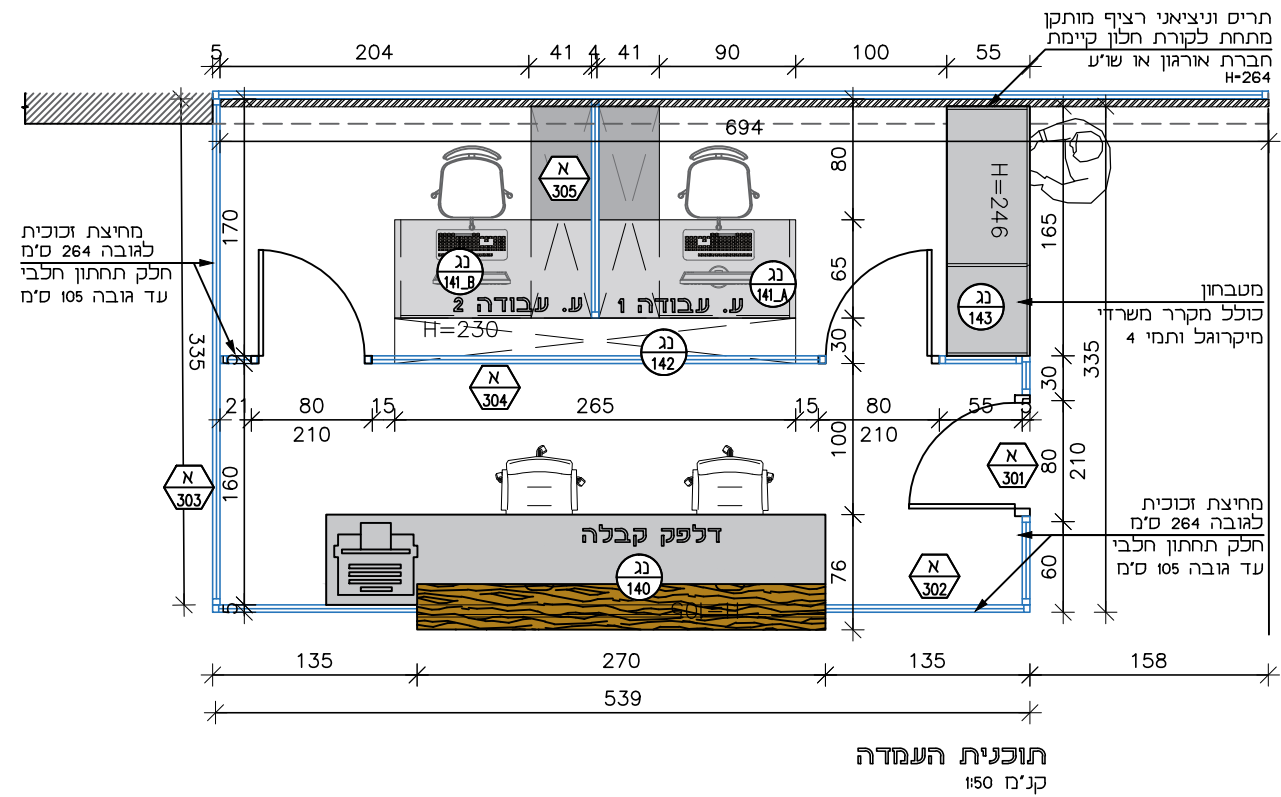 תריס וניציאני רציף מותקן
מתחת לקורת חלון קיימת
חברת אורגון או שו"ע
H=264
5 204 41 4 41 90 100 55
694
80
170
165
H=246
א
305
מחיצת זכוכית
לגובה 264 ס"מ
חלק תחתון חלבי
עד גובה 105 ס"מ
65
נג
141_B
נג
141_A
ע. עבודה 2
ע. עבודה 1
נג
143
מטבחון
כולל מקרר משרדי
מיקרוגל ותמי 4
H=230
נג
142
30
335
335
30
א
304
21 80 15 265 15 80 55 5
210 210
100
א
303
160
א
301
80
210
מחיצת זכוכית
לגובה 264 ס"מ
חלק תחתון חלבי
עד גובה 105 ס"מ
דלפק קבלה
נג
140
76
א
302
60
5
H=105
135 270 135 158
539
תוכנית העמדה
קנ"מ 1:50